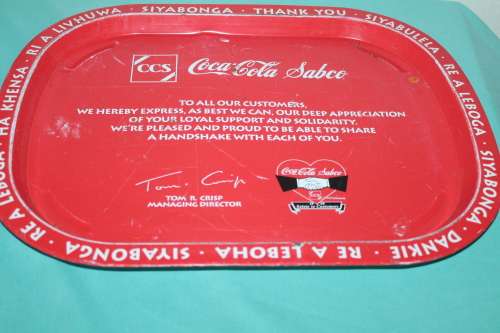 HA KHENSA · RE A LIVHUWA · SIYABONGA · THANK YOU · SIYABULELA · RE A LEBOGA · SIYABONGA · DANKIE · RE A LEBOHA · SIYABONGA · RE A LEBOGA ·
CCS Coca-Cola Sabco
TO ALL OUR CUSTOMERS,
WE HEREBY EXPRESS, AS BEST WE CAN, OUR DEEP APPRECIATION
OF YOUR LOYAL SUPPORT AND SOLIDARITY.
WE'RE PLEASED AND PROUD TO BE ABLE TO SHARE
A HANDSHAKE WITH EACH OF YOU.
Tom Crisp
TOM R. CRISP
MANAGING DIRECTOR
Coca-Cola Sabco